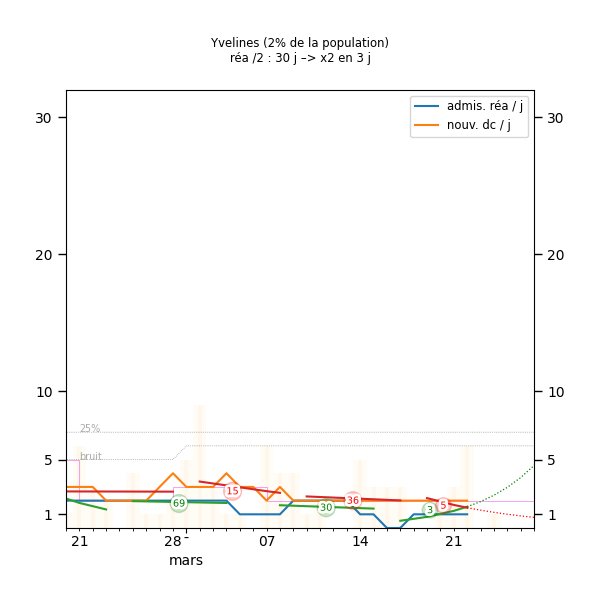 Yvelines (2% de la population)
réa /2 : 30 j –> x2 en 3 j
admis. réa / j
nouv. dc / j
30 30
20 20
10 10
25%
bruit
5 5
15
69
36
30
3
5
1 1
21 28 07 14 21
mars